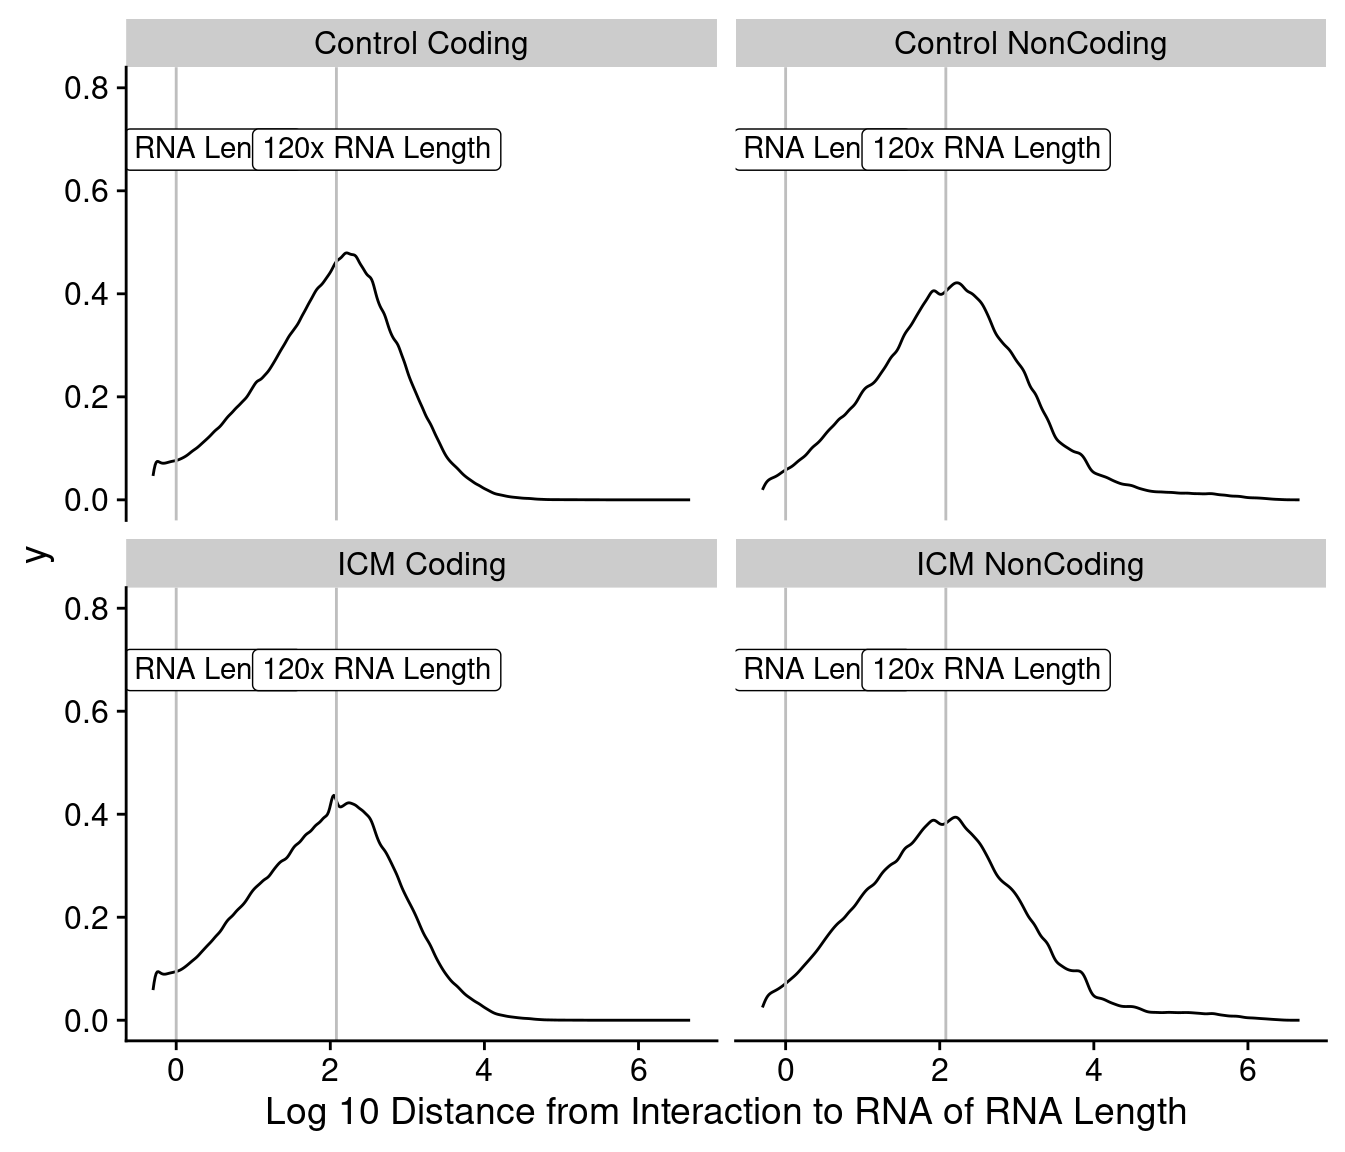 Control Coding
Control NonCoding
0.8
0.6
0.4
0.2
0.0
RNA Len
120x RNA Length
RNA Len
120x RNA Length
y
ICM Coding
ICM NonCoding
0.8
0.6
0.4
0.2
0.0
RNA Len
120x RNA Length
RNA Len
120x RNA Length
0 2 4 6
0 2 4 6
Log 10 Distance from Interaction to RNA of RNA Length